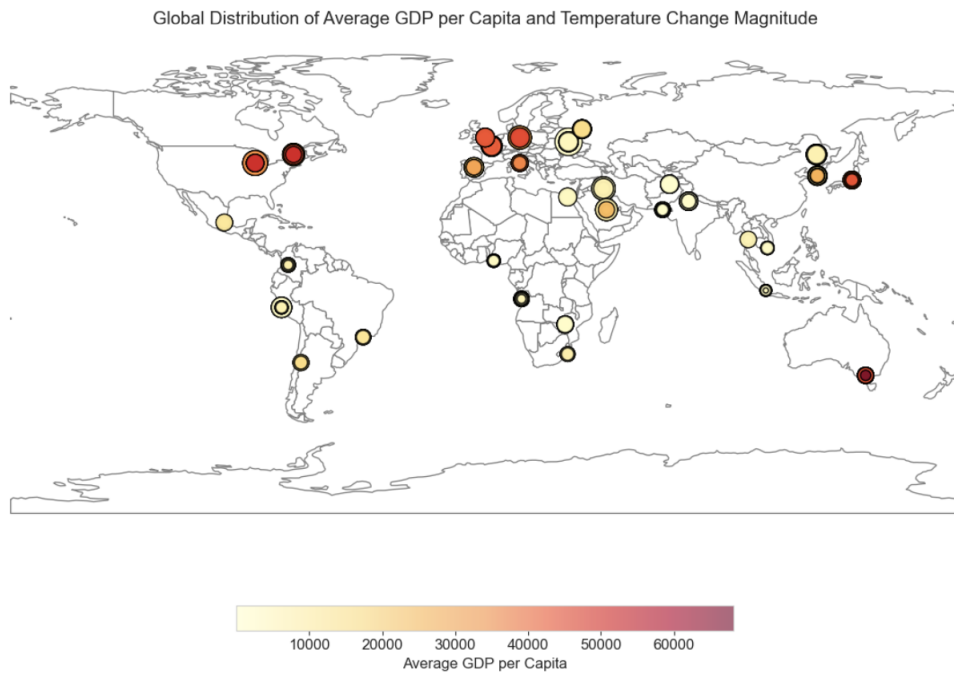 Global Distribution of Average GDP per Capita and Temperature Change Magnitude
10000 20000 30000 40000 50000 60000
Average GDP per Capita